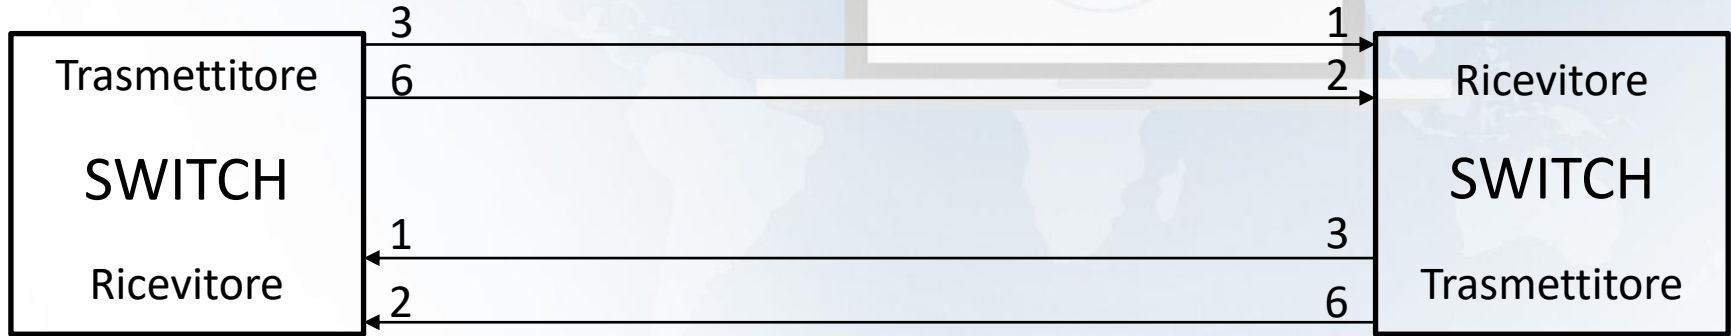 3 1
Trasmettitore 6 2 Ricevitore
SWITCH SWITCH
1 3
Ricevitore 2 6 Trasmettitore